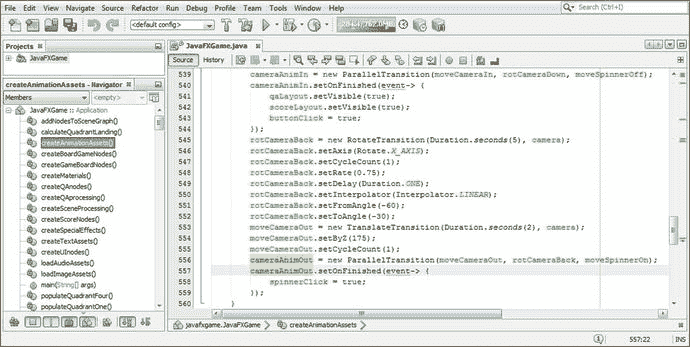 File Edit View Navigate Source Refactor Run Debug Profile Team Tools Window Help
Search (Ctrl+I)
<default config>
Projects
JavaFXGame
createAnimationAssets() - Navigator
Members
<empty>
JavaFXGame :: Application
addNodesToSceneGraph()
calculateQuadrantLanding()
createAnimationAssets()
createBoardGameNodes()
createGameBoardNodes()
createMaterials()
createQAnodes()
createQAprocessing()
createSceneProcessing()
createScoreNodes()
createSpecialEffects()
createTextAssets()
createUInodes()
loadAudioAssets()
loadImageAssets()
main(String[] args)
populateQuadrantFour()
populateQuadrantOne()
JavaFXGame.java
Source History
539 cameraAnimIn = new ParallelTransition(moveCameraIn, rotCameraDown, moveSpinnerOff);
540 cameraAnimIn.setOnFinished(event-> {
541 qaLayout.setVisible(true);
542 scoreLayout.setVisible(true);
543 buttonClick = true;
544 });
545 rotCameraBack = new RotateTransition(Duration.seconds(5), camera);
546 rotCameraBack.setAxis(Rotate.X_AXIS);
547 rotCameraBack.setCycleCount(1);
548 rotCameraBack.setRate(0.75);
549 rotCameraBack.setDelay(Duration.ONE);
550 rotCameraBack.setInterpolator(Interpolator.LINEAR);
551 rotCameraBack.setFromAngle(-60);
552 rotCameraBack.setToAngle(-30);
553 moveCameraOut = new TranslateTransition(Duration.seconds(2), camera);
554 moveCameraOut.setByZ(175);
555 moveCameraOut.setCycleCount(1);
556 cameraAnimOut = new ParallelTransition(moveCameraOut, rotCameraBack, moveSpinnerOn);
557 cameraAnimOut.setOnFinished(event-> {
558 spinnerClick = true;
559 });
560 }
javafxgame.JavaFXGame
createAnimationAssets
557:22
INS